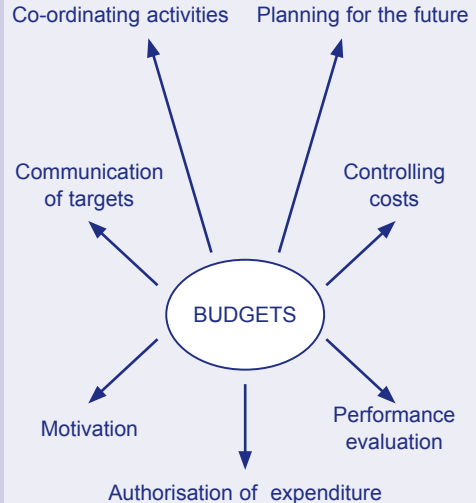 Co-ordinating activities
Planning for the future
Communication
of targets
Controlling
costs
BUDGETS
Motivation
Performance
evaluation
Authorisation of expenditure